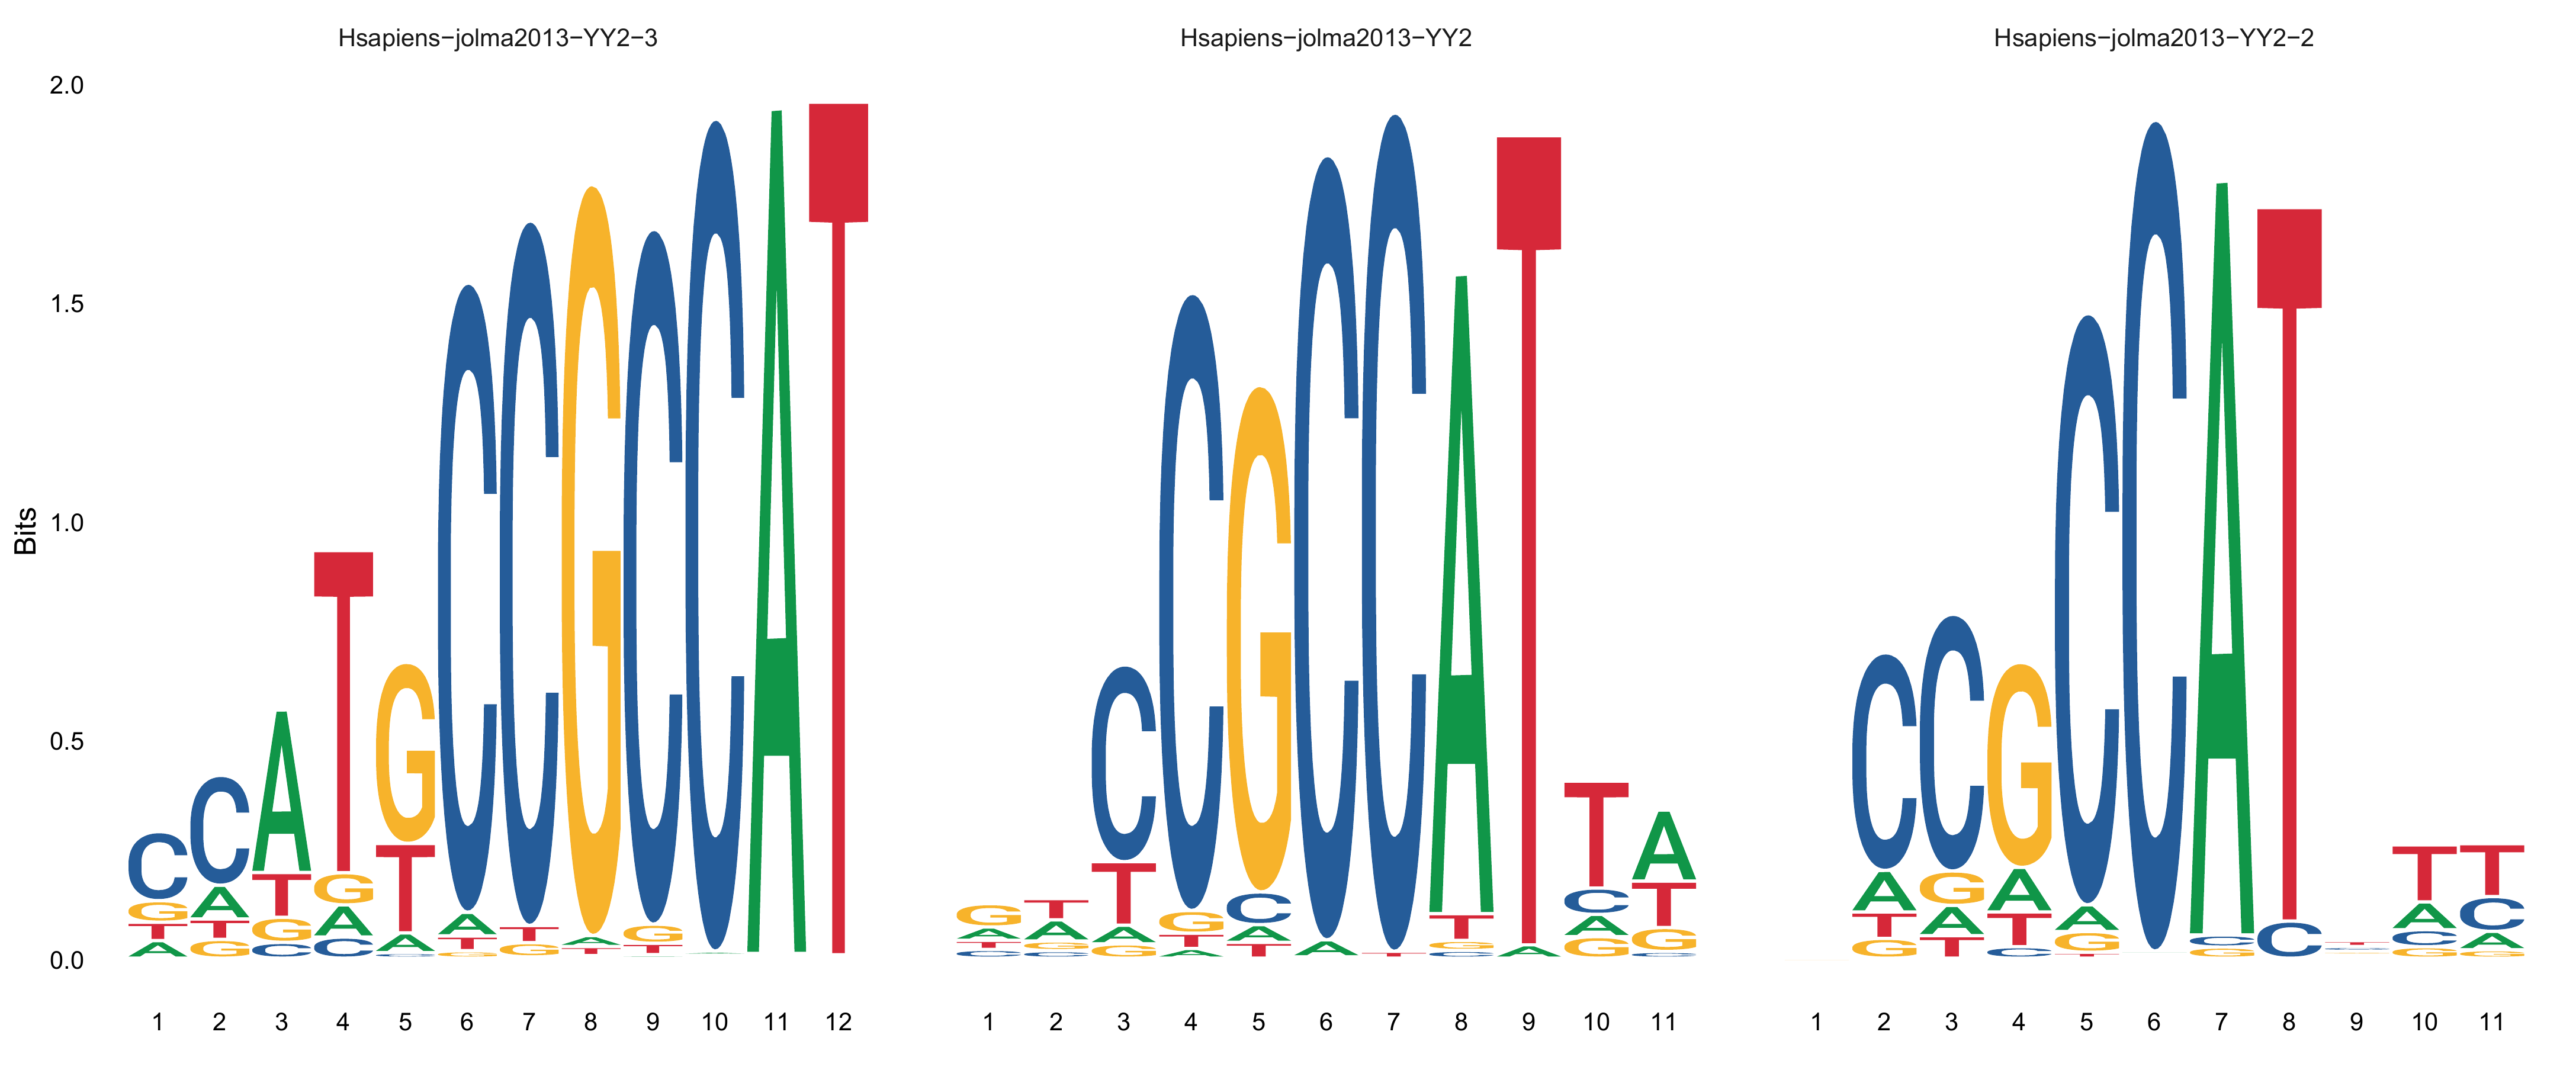 Hsapiens−jolma2013−YY2−3 Hsapiens−jolma2013−YY2 Hsapiens−jolma2013−YY2−2
2.0
1.5
1.0
0.5
0.0
Bits
C C A T G C C G C C A T
G A T G T A T A G
T T G A A T G T T
A G C C C G
G T C C G C C A T T A
A A T G C A T T A C T
T G A T A G A G
C C G A T C G C
C C G C C A T T T
A G A A C C A C
T A T G G C A
G T C T G G
1 2 3 4 5 6 7 8 9 10 11 12 1 2 3 4 5 6 7 8 9 10 11 1 2 3 4 5 6 7 8 9 10 11